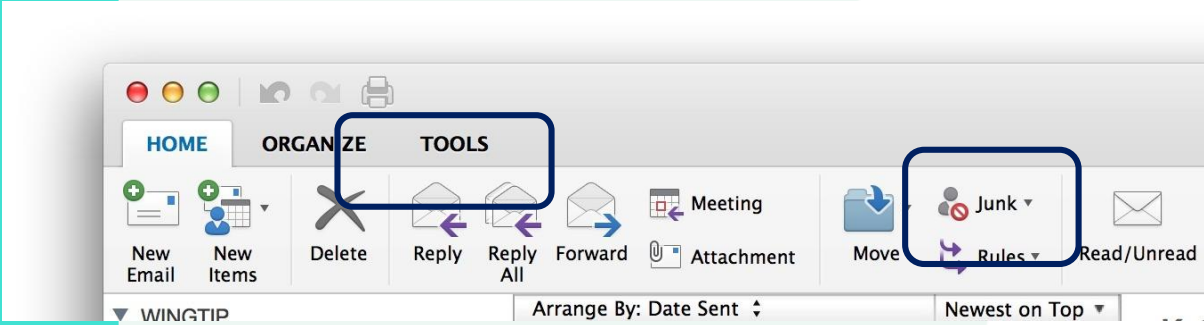 HOME ORGANIZE TOOLS
Meeting Junk
New Email New Items Delete Reply Reply All Forward Attachment Move Rules Read/Unread
WINGTIP Arrange By: Date Sent Newest on Top